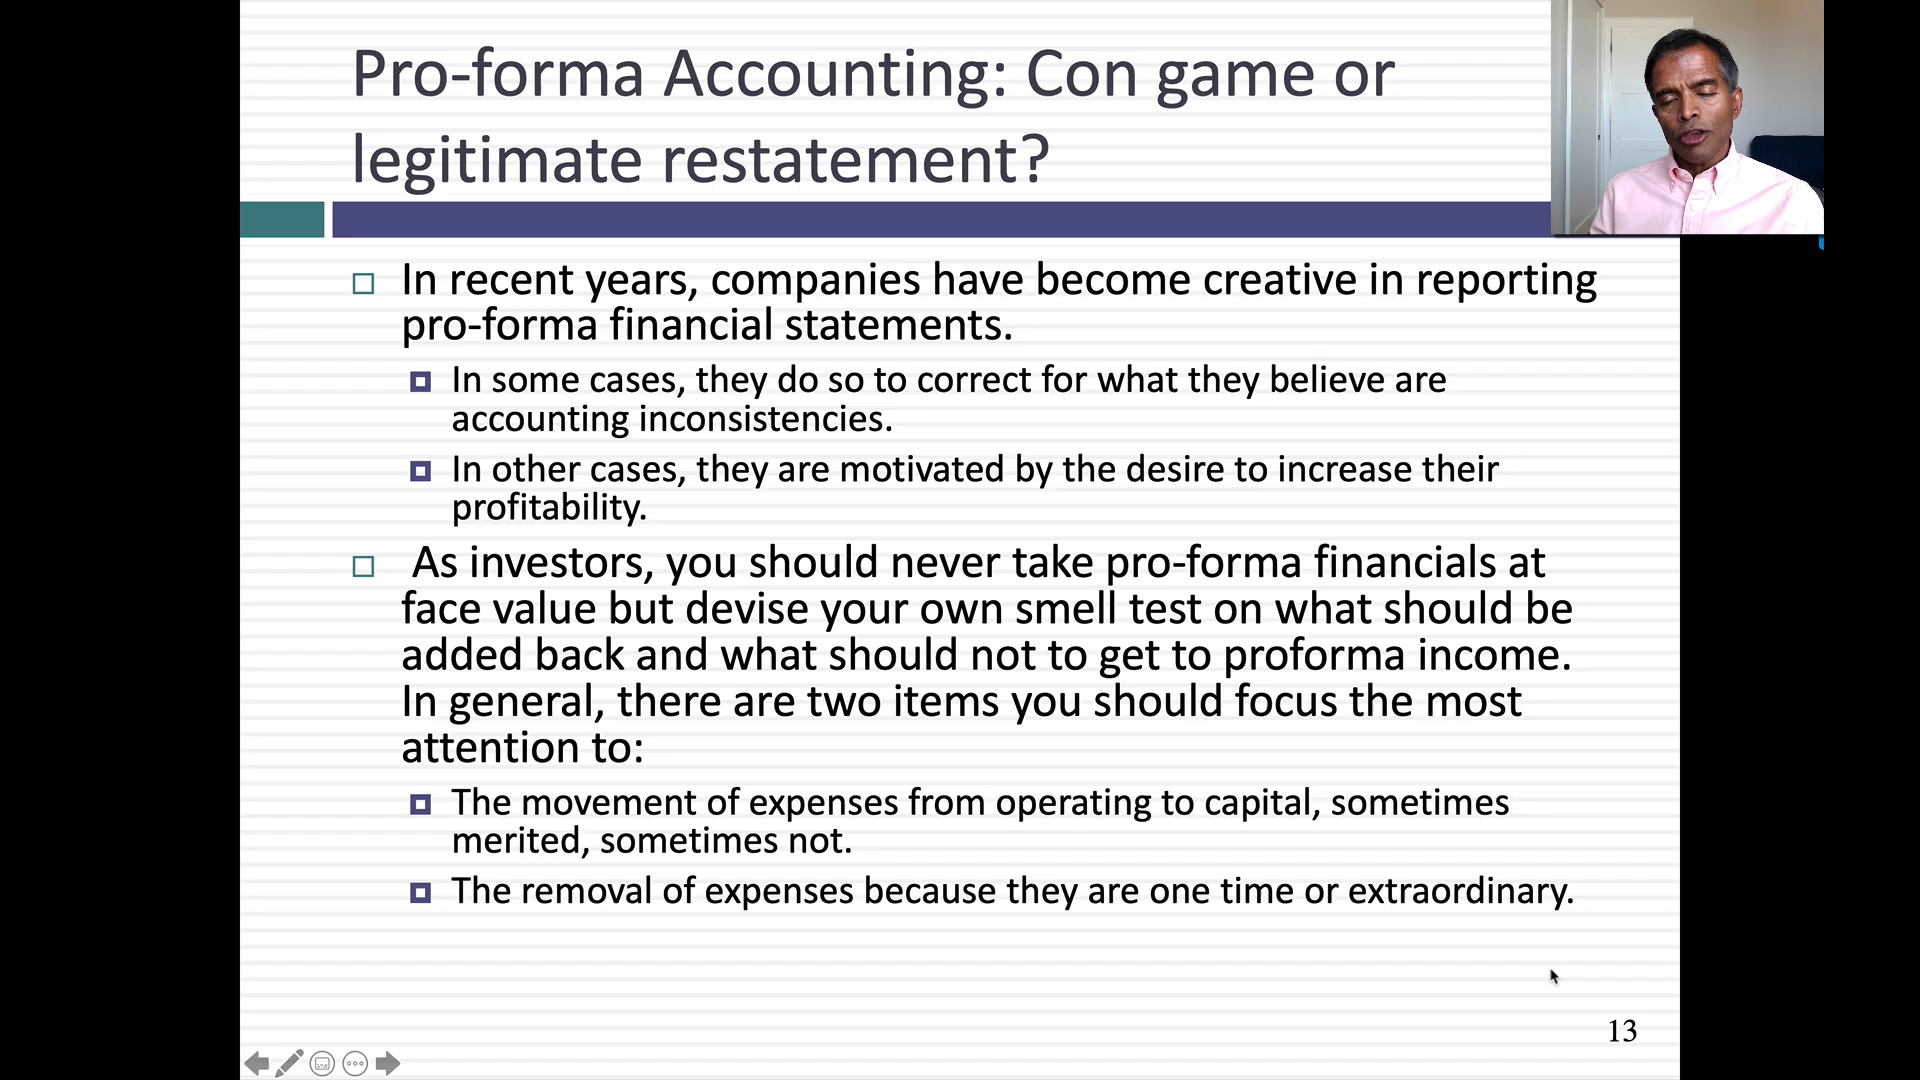 Pro-forma Accounting: Con game or
legitimate restatement?
In recent years, companies have become creative in reporting
pro-forma financial statements.
In some cases, they do so to correct for what they believe are
accounting inconsistencies.
In other cases, they are motivated by the desire to increase their
profitability.
As investors, you should never take pro-forma financials at
face value but devise your own smell test on what should be
added back and what should not to get to proforma income.
In general, there are two items you should focus the most
attention to:
The movement of expenses from operating to capital, sometimes
merited, sometimes not.
The removal of expenses because they are one time or extraordinary.
13